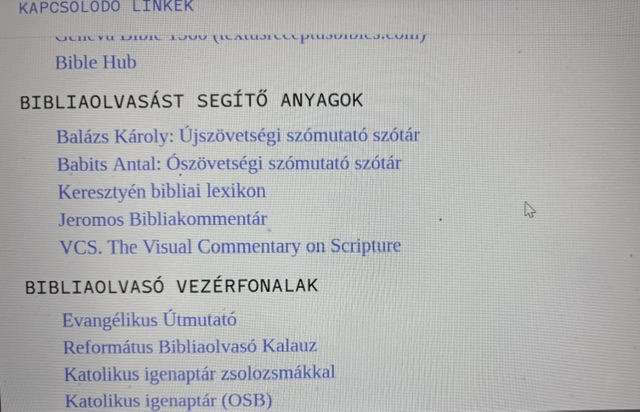 KAPCSOLÓDÓ LINKEK
Geneva Bible 1560 (textusreceptusbibles.com)
Bible Hub
BIBLIAOLVASÁST SEGÍTŐ ANYAGOK
Balázs Károly: Újszövetségi szómutató szótár
Babits Antal: Ószövetségi szómutató szótár
Keresztyén bibliai lexikon
Jeromos Bibliakommentár
VCS. The Visual Commentary on Scripture
BIBLIAOLVASÓ VEZÉRFONALAK
Evangélikus Útmutató
Református Bibliaolvasó Kalauz
Katolikus igenaptár zsolozsmákkal
Katolikus igenaptár (OSB)